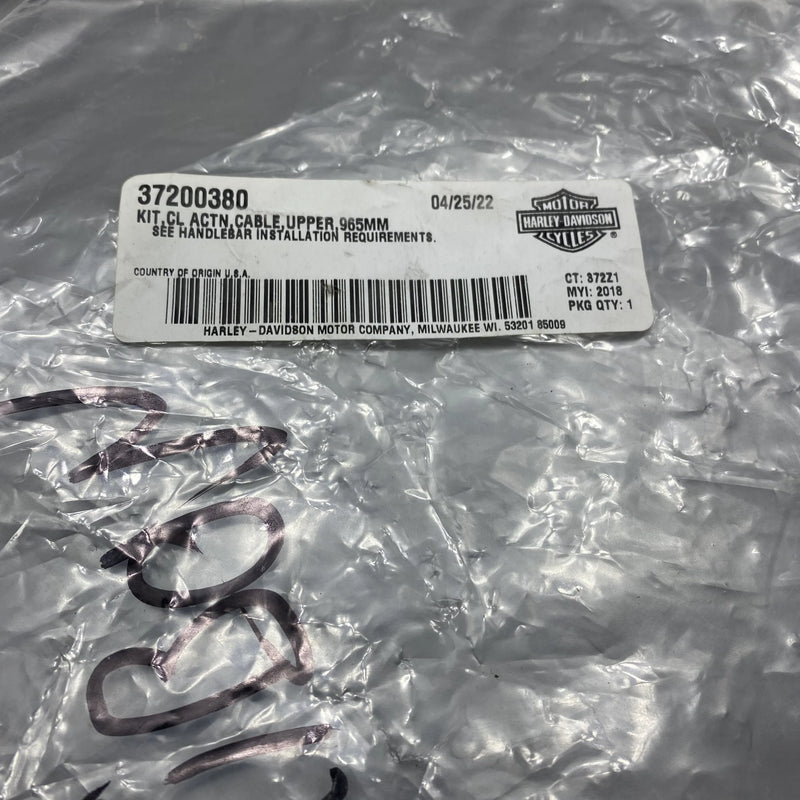 37200380
04/25/22
KIT,CL ACTN,CABLE,UPPER,965MM
SEE HANDLEBAR INSTALLATION REQUIREMENTS.
MOTOR
HARLEY-DAVIDSON
CYCLES
®
COUNTRY OF ORIGIN U.S.A.
CT: 372Z1
MYI: 2018
PKG QTY: 1
HARLEY-DAVIDSON MOTOR COMPANY, MILWAUKEE WI. 53201 85009